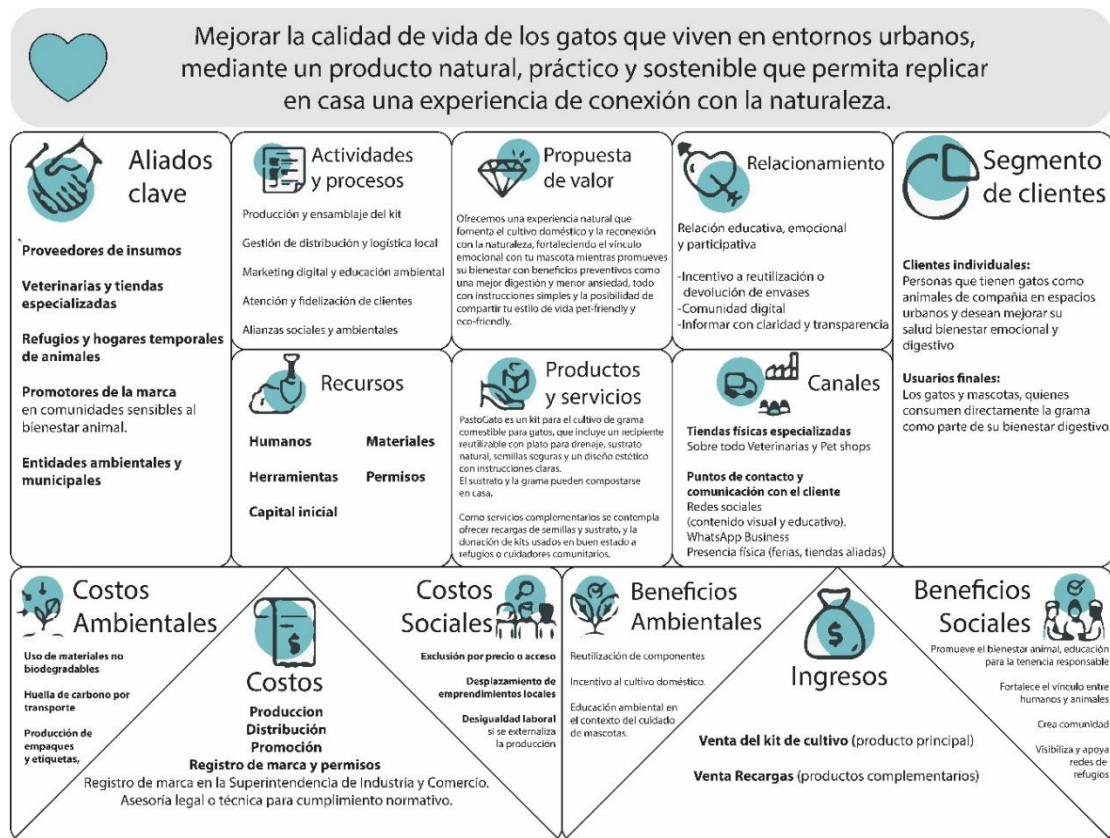 Mejorar la calidad de vida de los gatos que viven en entornos urbanos,
mediante un producto natural, práctico y sostenible que permita replicar
en casa una experiencia de conexión con la naturaleza.
Aliados
clave
Proveedores de insumos
Veterinarias y tiendas
especializadas
Refugios y hogares temporales
de animales
Promotores de la marca
en comunidades sensibles al
bienestar animal.
Entidades ambientales y
municipales
Actividades
y procesos
Producción y ensamblaje del kit
Gestión de distribución y logística local
Marketing digital y educación ambiental
Atención y fidelización de clientes
Alianzas sociales y ambientales
Recursos
Humanos
Materiales
Herramientas
Permisos
Capital inicial
Propuesta
de valor
Ofrecemos una experiencia natural que
fomenta el cultivo doméstico y la reconexión
con la naturaleza, fortaleciendo el vínculo
emocional con tu mascota mientras promueves
su bienestar con beneficios preventivos como
una mejor digestión y menor ansiedad, todo
con instrucciones simples y la posibilidad de
compartir tu estilo de vida pet-friendly y
eco-friendly.
Productos
y servicios
PastoGato es un kit para el cultivo de grama
comestible para gatos, que incluye un recipiente
reutilizable con plato para drenaje, sustrato
natural, semillas seguras y un diseño estético
con instrucciones claras.
El sustrato y la grama pueden compostarse
en casa.
Como servicios complementarios se contempla
ofrecer recargas de semillas y sustrato, y la
donación de kits usados en buen estado a
refugios o cuidadores comunitarios.
Relacionamiento
Relación educativa, emocional
y participativa
-Incentivo a reutilización o
devolución de envases
-Comunidad digital
-Informar con claridad y transparencia
Canales
Tiendas físicas especializadas
Sobre todo Veterinarias y Pet shops
Puntos de contacto y
comunicación con el cliente
Redes sociales
(contenido visual y educativo).
WhatsApp Business
Presencia física (ferias, tiendas aliadas)
Segmento
de clientes
Clientes individuales:
Personas que tienen gatos como
animales de compañía en espacios
urbanos y desean mejorar su
salud bienestar emocional y
digestivo
Usuarios finales:
Los gatos y mascotas, quienes
consumen directamente la grama
como parte de su bienestar digestivo.
Costos
Ambientales
Uso de materiales no
biodegradables
Huella de carbono por
transporte
Producción de
empaques
y etiquetas,
$
Costos
Produccion
Distribución
Promoción
Registro de marca y permisos
Registro de marca en la Superintendencia de Industria y Comercio.
Asesoría legal o técnica para cumplimiento normativo.
Costos
Sociales
Exclusión por precio o acceso
Desplazamiento de
emprendimientos locales
Desigualdad laboral
si se externaliza
la producción
Beneficios
Ambientales
Reutilización de componentes
Incentivo al cultivo doméstico.
Educación ambiental en
el contexto del cuidado
de mascotas.
$
Ingresos
Venta del kit de cultivo (producto principal)
Venta Recargas (productos complementarios)
Beneficios
Sociales
Promueve el bienestar animal, educación
para la tenencia responsable
Fortalece el vínculo entre
humanos y animales
Crea comunidad
Visibiliza y apoya
redes de
refugios